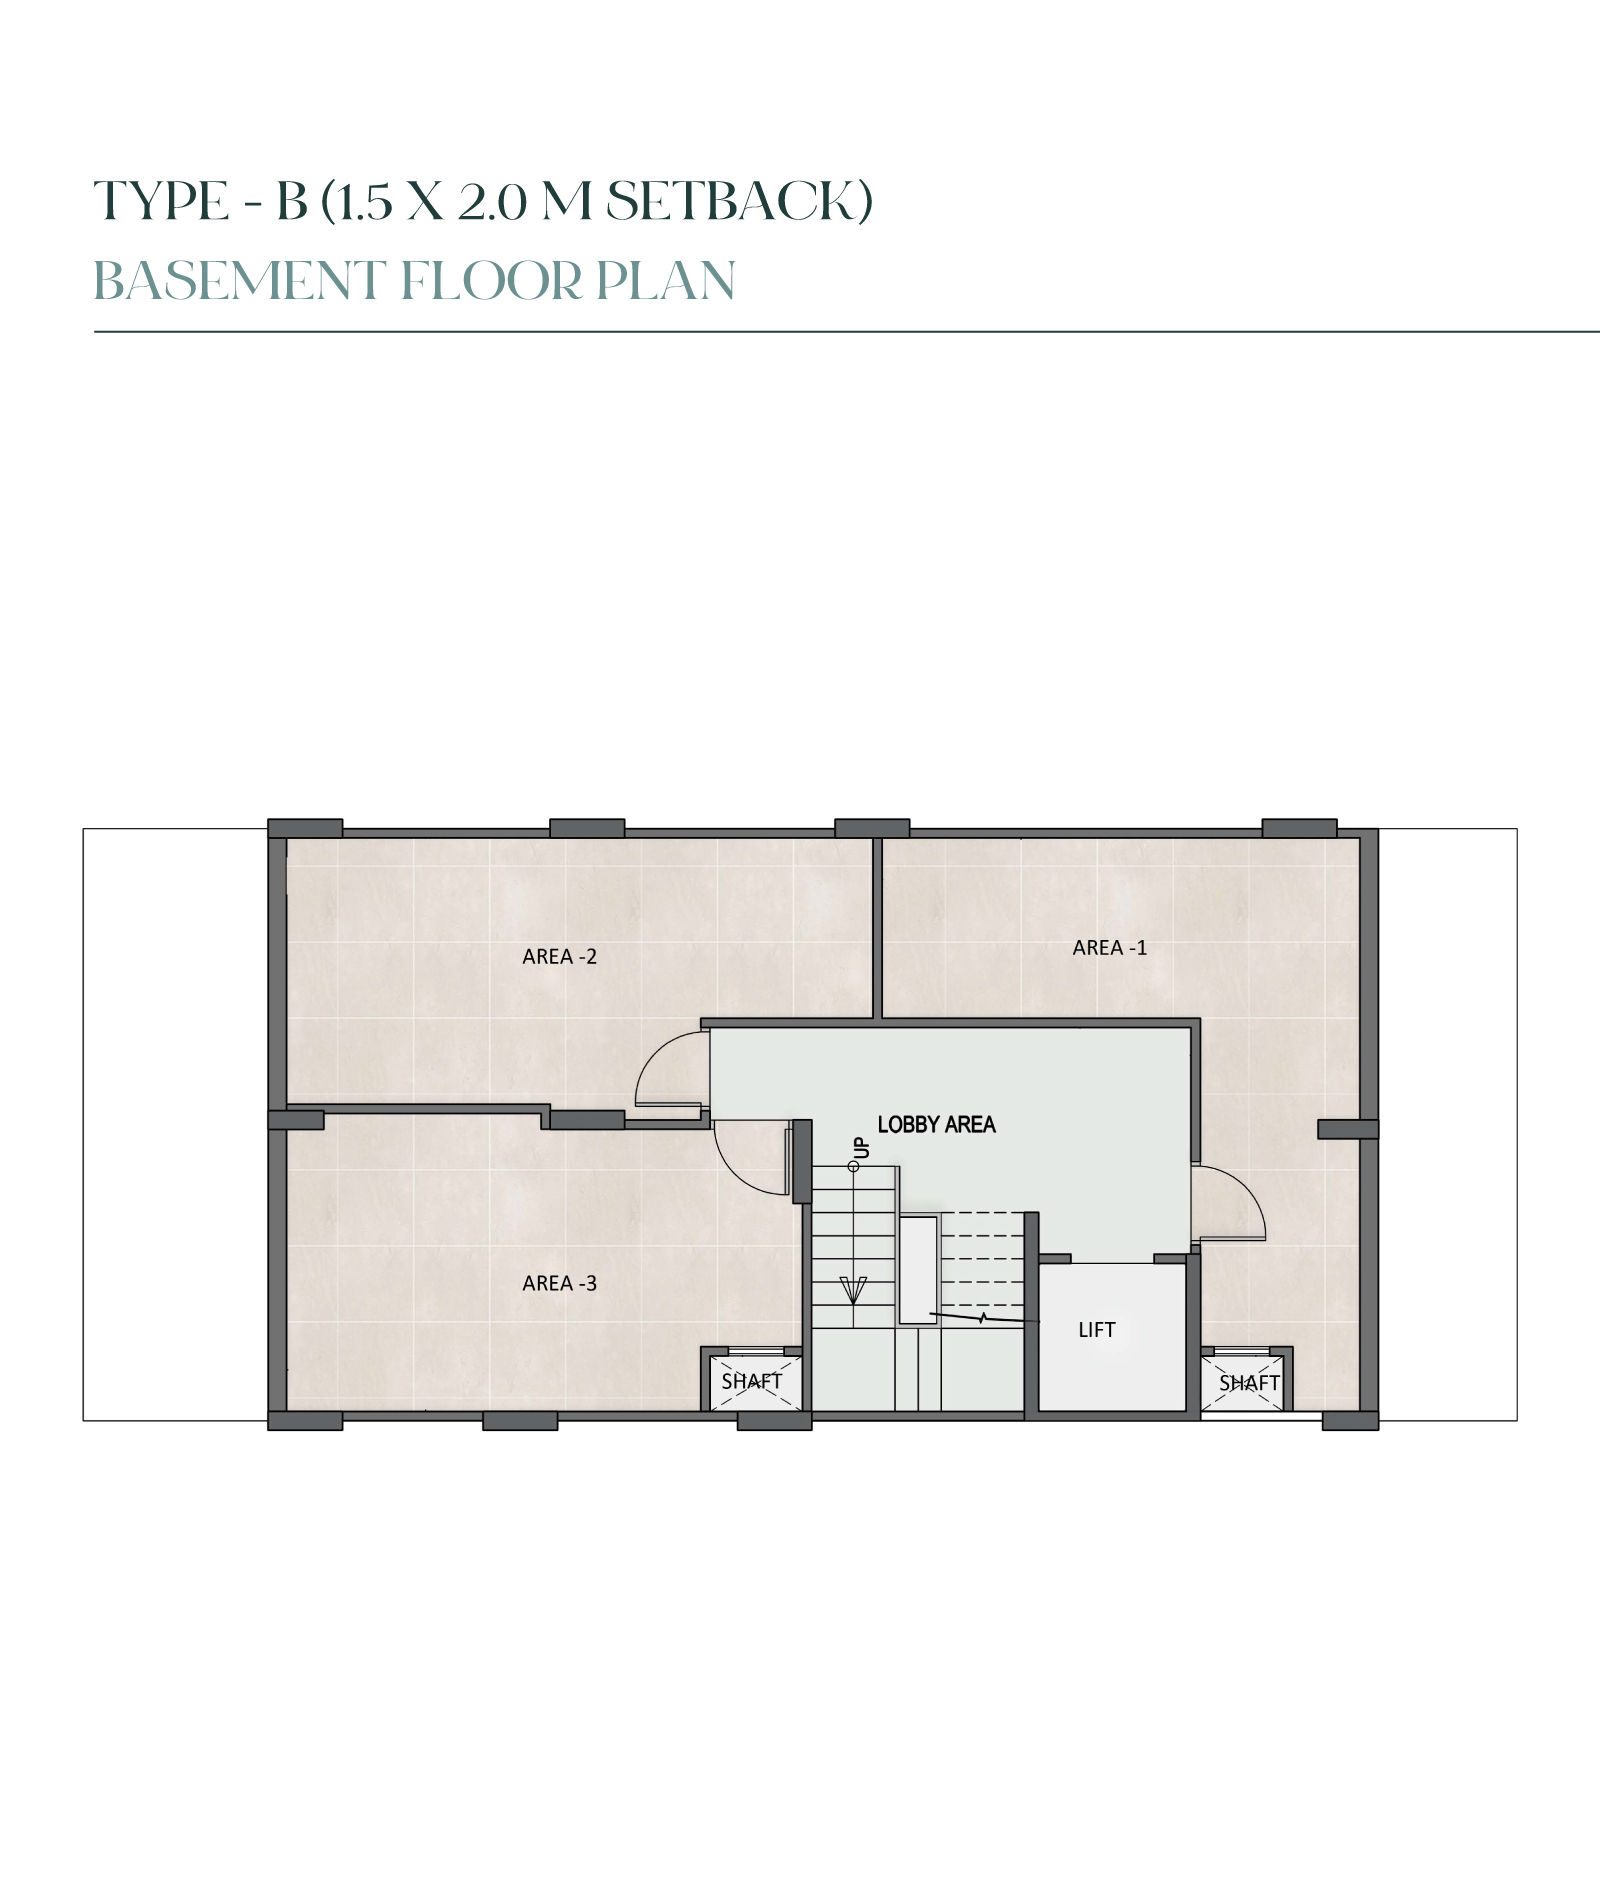 TYPE - B (1.5 X 2.0 M SETBACK)
BASEMENT FLOOR PLAN
AREA -2
AREA -1
LOBBY AREA
UP
AREA -3
LIFT
SHAFT
SHAFT